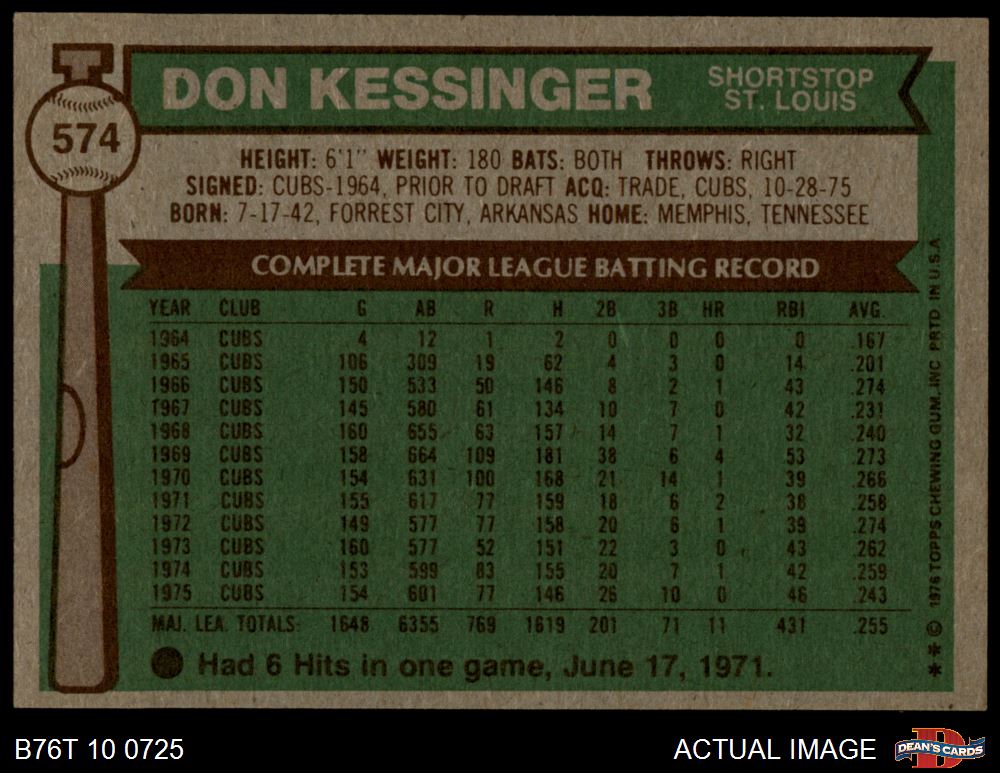 DON KESSINGER
SHORTSTOP
ST. LOUIS
574
HEIGHT: 6'1" WEIGHT: 180 BATS: BOTH THROWS: RIGHT
SIGNED: CUBS-1964, PRIOR TO DRAFT ACQ: TRADE, CUBS, 10-28-75
BORN: 7-17-42, FORREST CITY, ARKANSAS HOME: MEMPHIS, TENNESSEE
COMPLETE MAJOR LEAGUE BATTING RECORD
YEAR CLUB G AB R H 2B 3B HR RBI AVG.
1964 CUBS 4 12 1 2 0 0 0 0 .167
1965 CUBS 106 309 19 62 4 3 0 14 .201
1966 CUBS 150 533 50 146 8 2 1 43 .274
1967 CUBS 145 580 61 134 10 7 0 42 .231
1968 CUBS 160 655 63 157 14 7 1 32 .240
1969 CUBS 158 664 109 181 38 6 4 53 .273
1970 CUBS 154 631 100 168 21 14 1 39 .266
1971 CUBS 155 617 77 159 18 6 2 38 .258
1972 CUBS 149 577 77 158 20 6 1 39 .274
1973 CUBS 160 577 52 151 22 3 0 43 .262
1974 CUBS 153 599 83 155 20 7 1 42 .259
1975 CUBS 154 601 77 146 26 10 0 46 .243
MAJ. LEA. TOTALS: 1648 6355 769 1619 201 71 11 431 .255
Had 6 Hits in one game, June 17, 1971.
* * © 1976 TOPPS CHEWING GUM, INC PRTD IN U.S.A
B76T 10 0725
ACTUAL IMAGE
D
DEAN'S CARDS